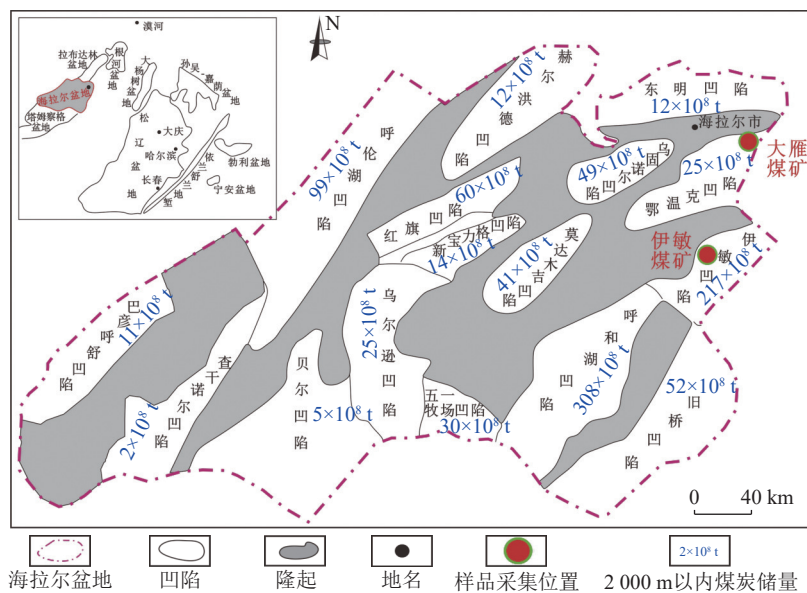 漠河
N
拉布达林盆地
根河盆地
大杨树盆地
孙吴-嘉荫盆地
海拉尔盆地
塔姆察格盆地
松辽盆地
大庆
哈尔滨
长春
依兰舒兰地堑
勃利盆地
宁安盆地
赫尔洪德凹陷
12×10⁸ t
东明凹陷
12×10⁸ t
海拉尔市
大雁煤矿
呼伦湖凹陷
99×10⁸ t
红旗凹陷
60×10⁸ t
乌固诺尔凹陷
49×10⁸ t
鄂温克凹陷
25×10⁸ t
新宝力格凹陷
14×10⁸ t
莫达木吉凹陷
41×10⁸ t
伊敏煤矿
伊敏凹陷
217×10⁸ t
巴彦呼舒凹陷
11×10⁸ t
查干诺尔凹陷
2×10⁸ t
贝尔凹陷
5×10⁸ t
乌尔逊凹陷
25×10⁸ t
五一牧场凹陷
30×10⁸ t
呼和湖凹陷
308×10⁸ t
旧桥凹陷
52×10⁸ t
0 40 km
2×10⁸ t
海拉尔盆地 凹陷 隆起 地名 样品采集位置 2 000 m以内煤炭储量